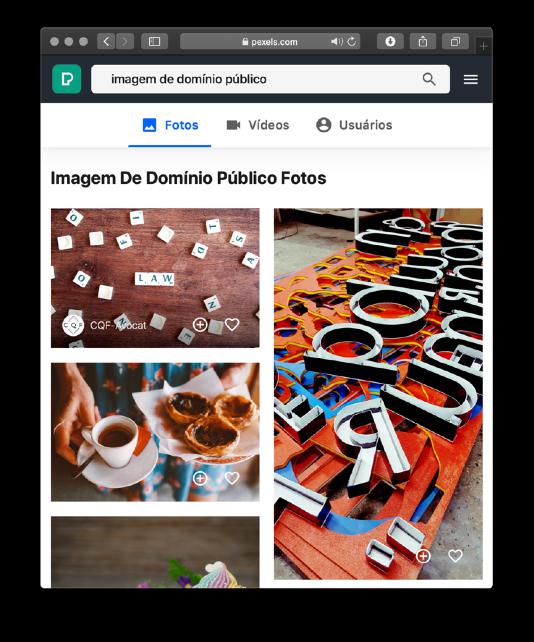 pexels.com
imagem de domínio público
Fotos
Vídeos
Usuários
Imagem De Domínio Público Fotos
LAW
CQF-Avocat